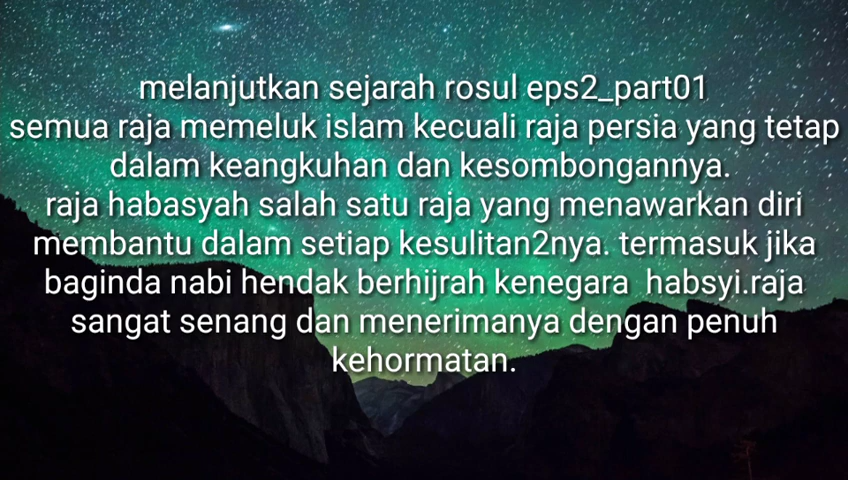 melanjutkan sejarah rosul eps2_part01
semua raja memeluk islam kecuali raja persia yang tetap
dalam keangkuhan dan kesombongannya.
raja habasyah salah satu raja yang menawarkan diri
membantu dalam setiap kesulitan2nya. termasuk jika
baginda nabi hendak berhijrah kenegara habsyi.raja
sangat senang dan menerimanya dengan penuh
kehormatan.